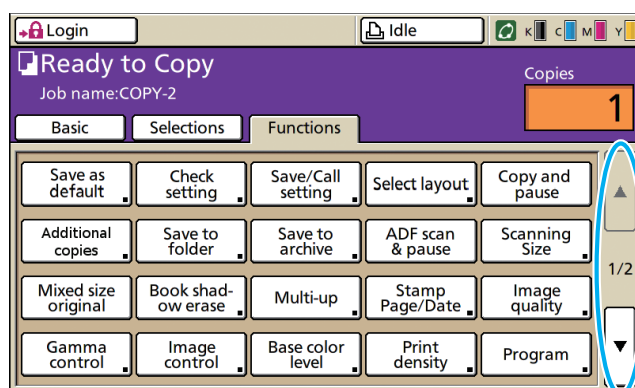 Login
Idle
K C M Y
Ready to Copy
Job name:COPY-2
Copies
1
Basic
Selections
Functions
Save as
default
Check
setting
Save/Call
setting
Select layout
Copy and
pause
Additional
copies
Save to
folder
Save to
archive
ADF scan
& pause
Scanning
Size
1/2
Mixed size
original
Book shad-
ow erase
Multi-up
Stamp
Page/Date
Image
quality
Gamma
control
Image
control
Base color
level
Print
density
Program